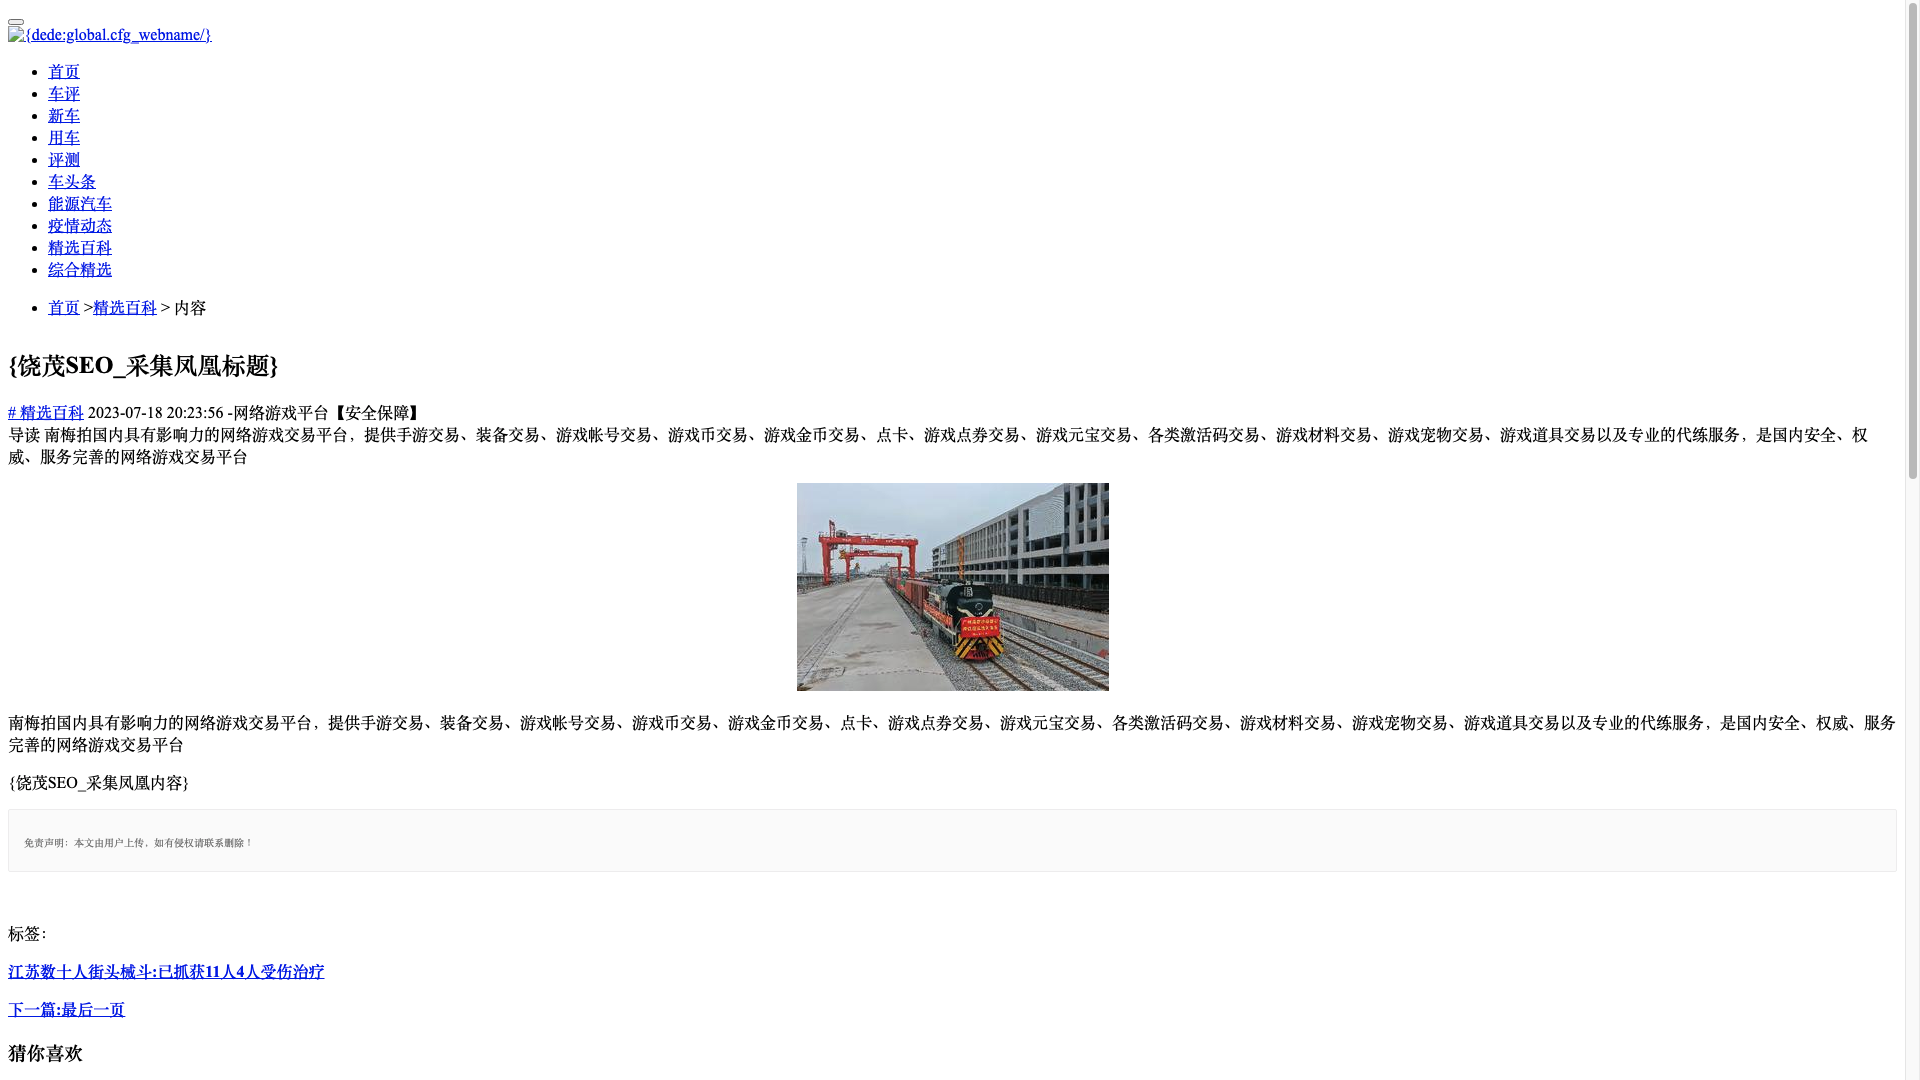 {dede:global.cfg_webname/}
首页
车评
新车
用车
评测
车头条
能源汽车
疫情动态
精选百科
综合精选
首页 >精选百科 > 内容
{饶茂SEO_采集凤凰标题}
# 精选百科 2023-07-18 20:23:56 -网络游戏平台【安全保障】
导读 南梅拍国内具有影响力的网络游戏交易平台，提供手游交易、装备交易、游戏帐号交易、游戏币交易、游戏金币交易、点卡、游戏点券交易、游戏元宝交易、各类激活码交易、游戏材料交易、游戏宠物交易、游戏道具交易以及专业的代练服务，是国内安全、权
威、服务完善的网络游戏交易平台
南梅拍国内具有影响力的网络游戏交易平台，提供手游交易、装备交易、游戏帐号交易、游戏币交易、游戏金币交易、点卡、游戏点券交易、游戏元宝交易、各类激活码交易、游戏材料交易、游戏宠物交易、游戏道具交易以及专业的代练服务，是国内安全、权威、服务
完善的网络游戏交易平台
{饶茂SEO_采集凤凰内容}
免责声明：本文由用户上传，如有侵权请联系删除！
标签：
江苏数十人街头械斗:已抓获11人4人受伤治疗
下一篇:最后一页
猜你喜欢